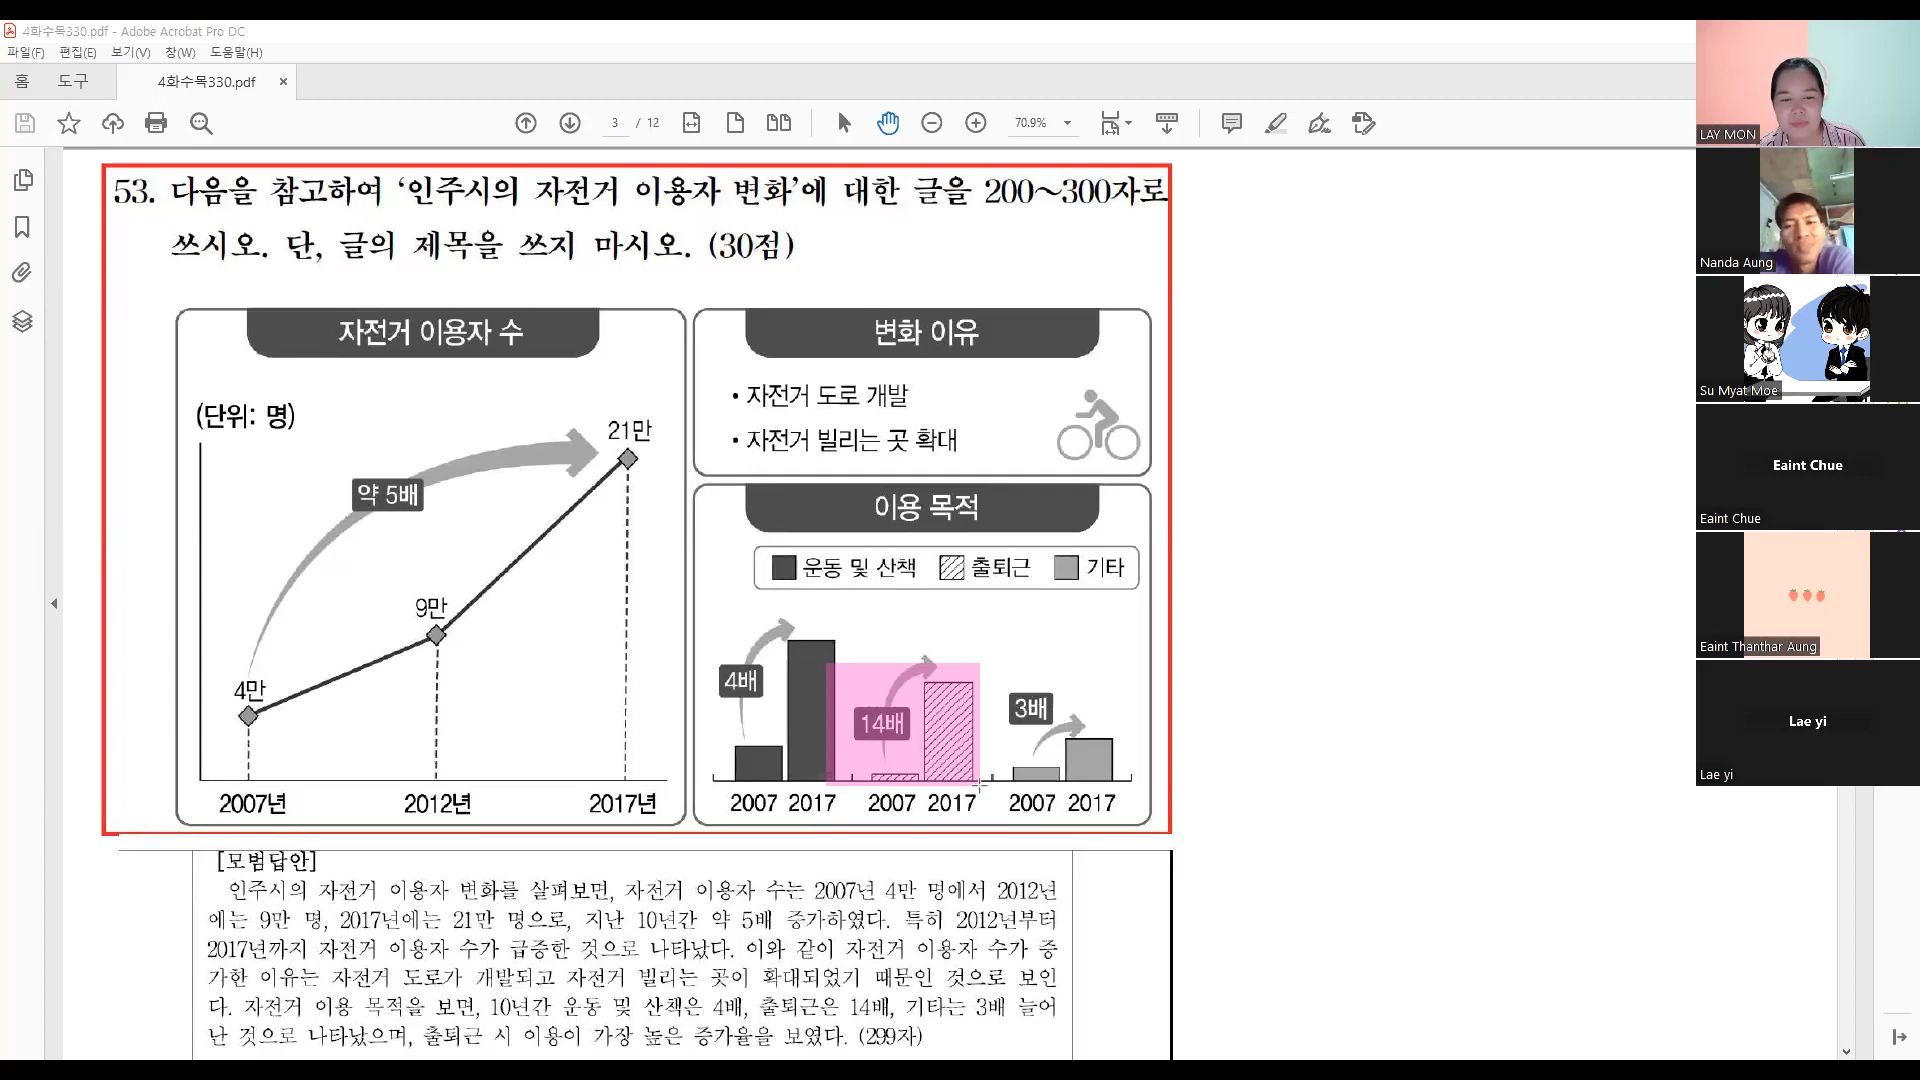 4화수목330.pdf - Adobe Acrobat Pro DC
파일(F) 편집(E) 보기(V) 창(W) 도움말(H)
홈 도구 4화수목330.pdf ×
3 / 12 70.9%
53. 다음을 참고하여 ‘인주시의 자전거 이용자 변화’에 대한 글을 200～300자로
쓰시오. 단, 글의 제목을 쓰지 마시오. (30점)
자전거 이용자 수
(단위: 명)
21만
약 5배
9만
4만
2007년 2012년 2017년
변화 이유
• 자전거 도로 개발
• 자전거 빌리는 곳 확대
이용 목적
운동 및 산책 출퇴근 기타
4배
14배
3배
2007 2017 2007 2017 2007 2017
[모범답안]
인주시의 자전거 이용자 변화를 살펴보면, 자전거 이용자 수는 2007년 4만 명에서 2012년
에는 9만 명, 2017년에는 21만 명으로, 지난 10년간 약 5배 증가하였다. 특히 2012년부터
2017년까지 자전거 이용자 수가 급증한 것으로 나타났다. 이와 같이 자전거 이용자 수가 증
가한 이유는 자전거 도로가 개발되고 자전거 빌리는 곳이 확대되었기 때문인 것으로 보인
다. 자전거 이용 목적을 보면, 10년간 운동 및 산책은 4배, 출퇴근은 14배, 기타는 3배 늘어
난 것으로 나타났으며, 출퇴근 시 이용이 가장 높은 증가율을 보였다. (299자)
LAY MON
Nanda Aung
Su Myat Moe
Eaint Chue
Eaint Chue
Eaint Thanthar Aung
Lae yi
Lae yi